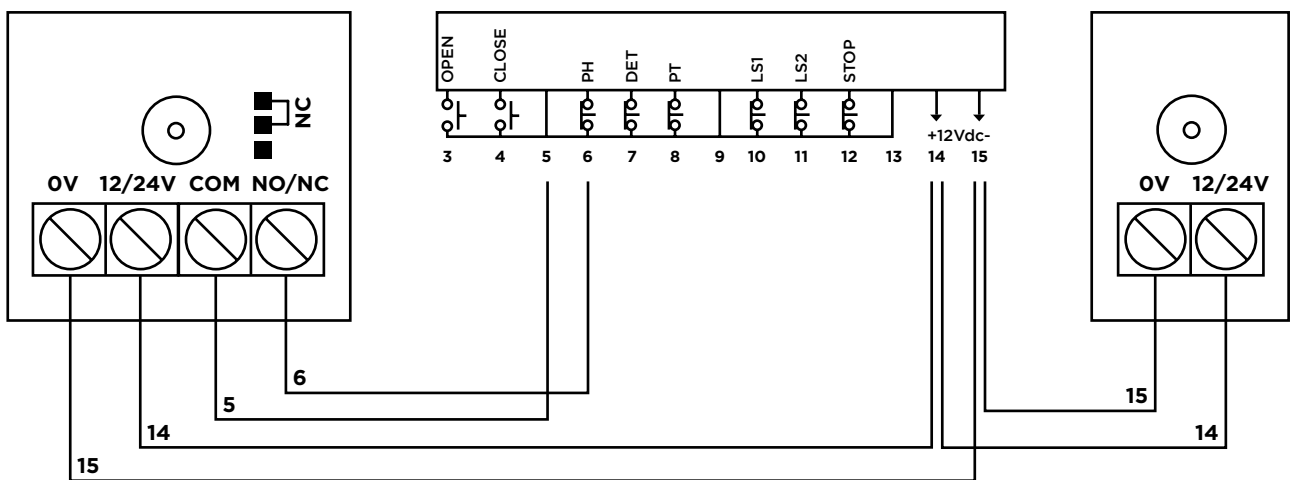 OPEN CLOSE PH DET PT LS1 LS2 STOP
NC
+12Vdc-
3 4 5 6 7 8 9 10 11 12 13 14 15
0V 12/24V COM NO/NC
0V 12/24V
6
5
14
15
15
14